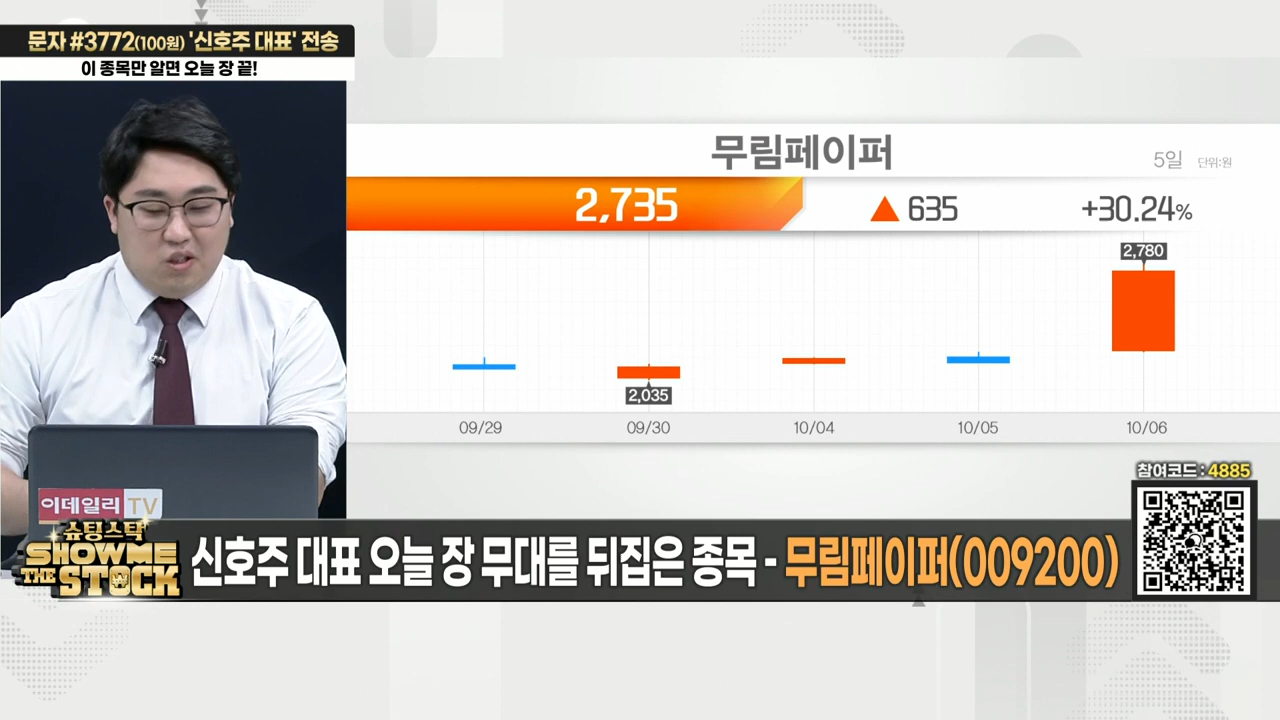 문자 #3772(100원) '신호주 대표' 전송
이 종목만 알면 오늘 장 끝!
무림페이퍼
5일 단위:원
2,735 ▲ 635 +30.24%
2,780
2,035
09/29 10/04 09/30 10/05 10/06
참여코드 : 4885
이데일리 TV
슈팅스탁
SHOW ME
THE STOCK
신호주 대표 오늘 장 무대를 뒤집은 종목 - 무림페이퍼(009200)